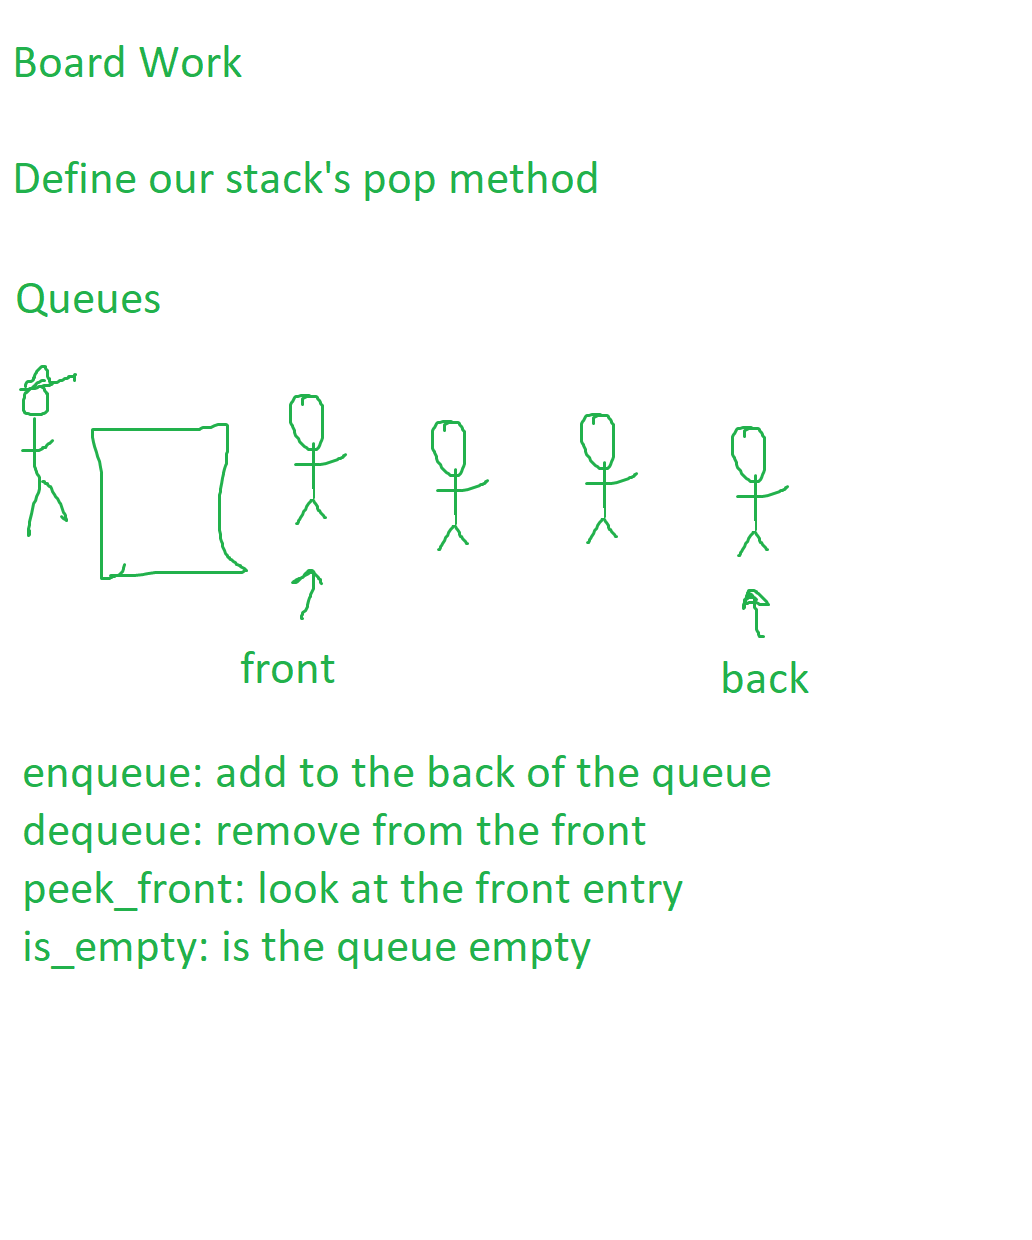 Board Work
Define our stack's pop method
Queues
front
back
enqueue: add to the back of the queue
dequeue: remove from the front
peek_front: look at the front entry
is_empty: is the queue empty